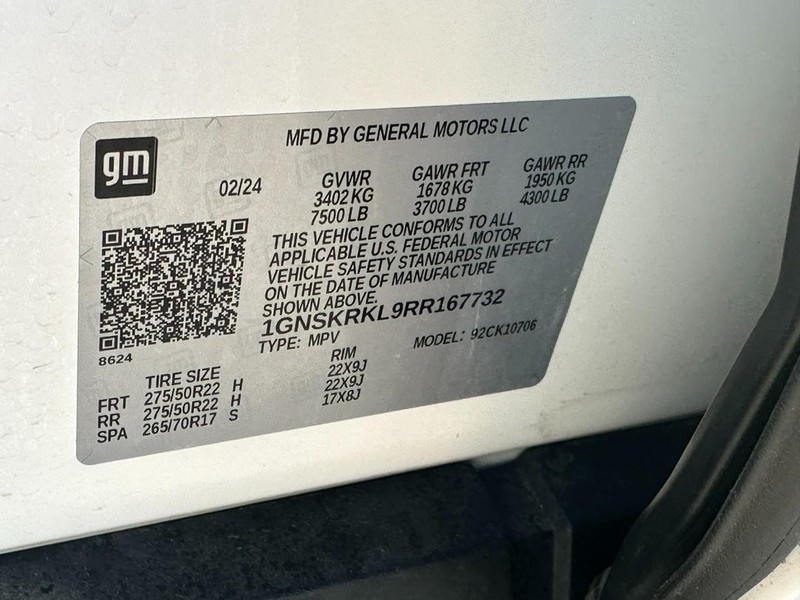 MFD BY GENERAL MOTORS LLC
gm
02/24
GVWR GAWR FRT GAWR RR
3402 KG 1678 KG 1950 KG
7500 LB 3700 LB 4300 LB
THIS VEHICLE CONFORMS TO ALL
APPLICABLE U.S. FEDERAL MOTOR
VEHICLE SAFETY STANDARDS IN EFFECT
ON THE DATE OF MANUFACTURE
SHOWN ABOVE.
1GNSKRKL9RR167732
TYPE: MPV MODEL: 92CK10706
8624
TIRE SIZE RIM
FRT 275/50R22 H 22X9J
RR 275/50R22 H 22X9J
SPA 265/70R17 S 17X8J